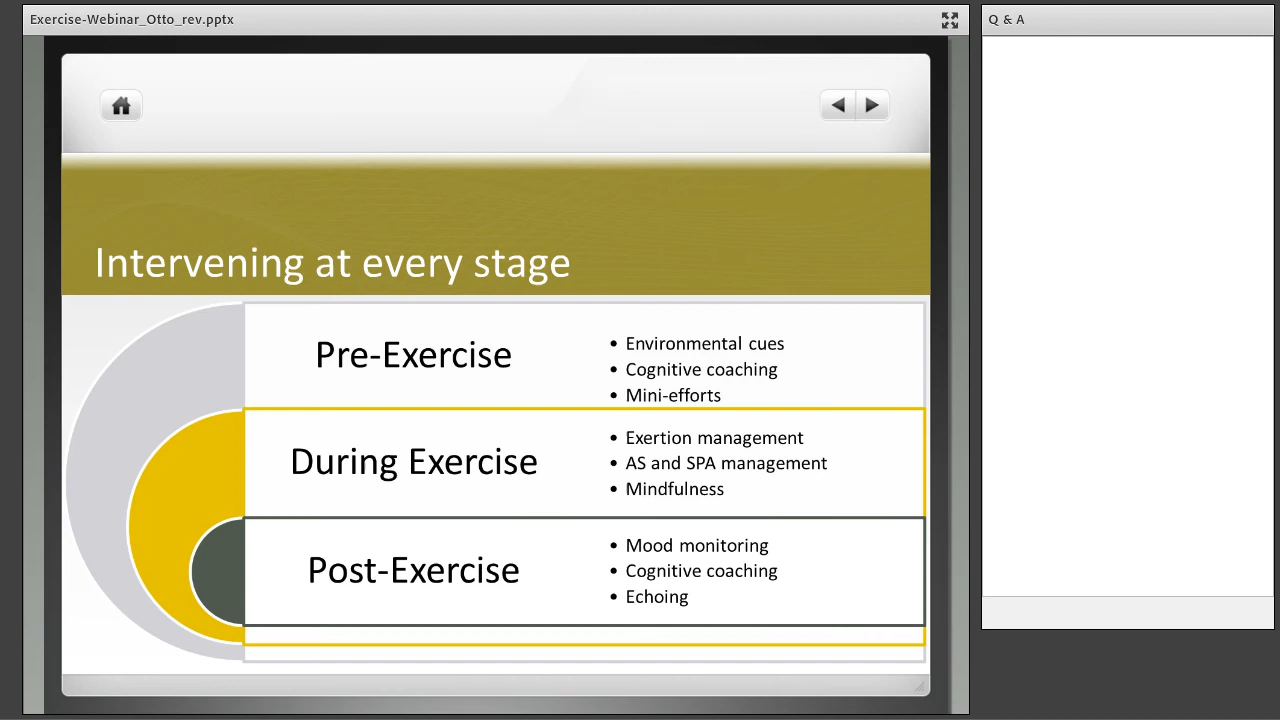 Exercise-Webinar_Otto_rev.pptx
Q & A
Intervening at every stage
Pre-Exercise
• Environmental cues
• Cognitive coaching
• Mini-efforts
During Exercise
• Exertion management
• AS and SPA management
• Mindfulness
Post-Exercise
• Mood monitoring
• Cognitive coaching
• Echoing